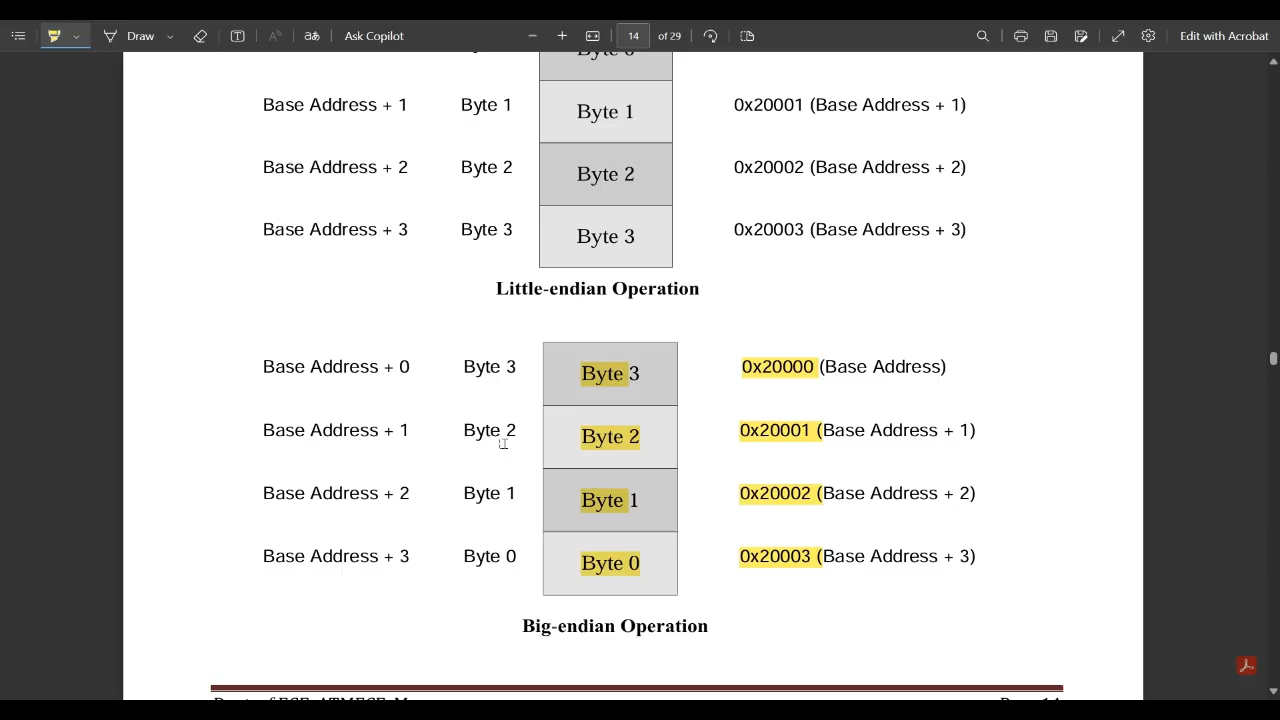 Draw
Ask Copilot
14 of 29
Edit with Acrobat
Base Address + 1 Byte 1 Byte 1 0x20001 (Base Address + 1)
Base Address + 2 Byte 2 Byte 2 0x20002 (Base Address + 2)
Base Address + 3 Byte 3 Byte 3 0x20003 (Base Address + 3)
Little-endian Operation
Base Address + 0 Byte 3 Byte 3 0x20000 (Base Address)
Base Address + 1 Byte 2 Byte 2 0x20001 (Base Address + 1)
Base Address + 2 Byte 1 Byte 1 0x20002 (Base Address + 2)
Base Address + 3 Byte 0 Byte 0 0x20003 (Base Address + 3)
Big-endian Operation